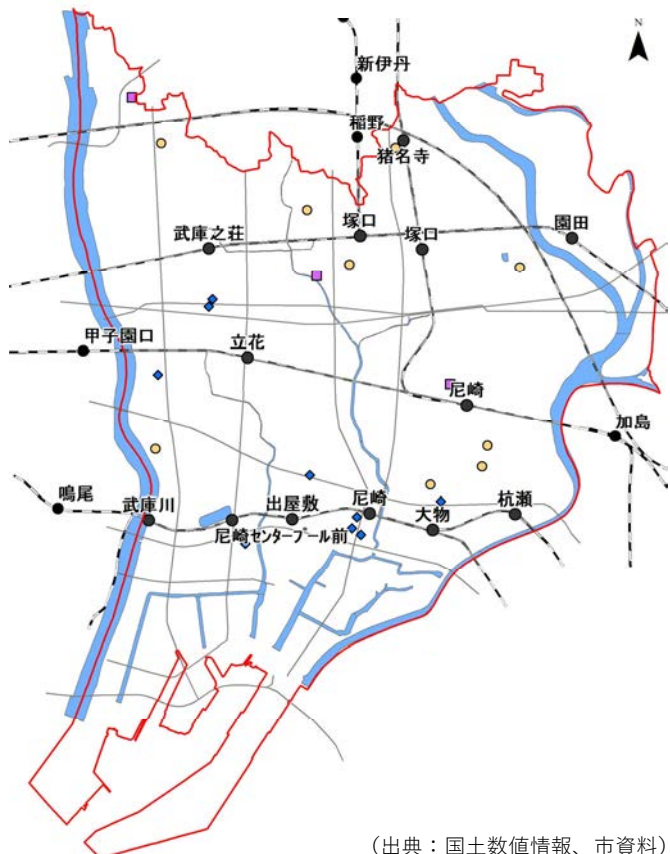 N
新伊丹
稲野
猪名寺
武庫之荘
塚口
塚口
園田
甲子園口
立花
尼崎
加島
鳴尾
武庫川
出屋敷
尼崎
杭瀬
尼崎センタープール前
大物
(出典:国土数値情報、市資料)